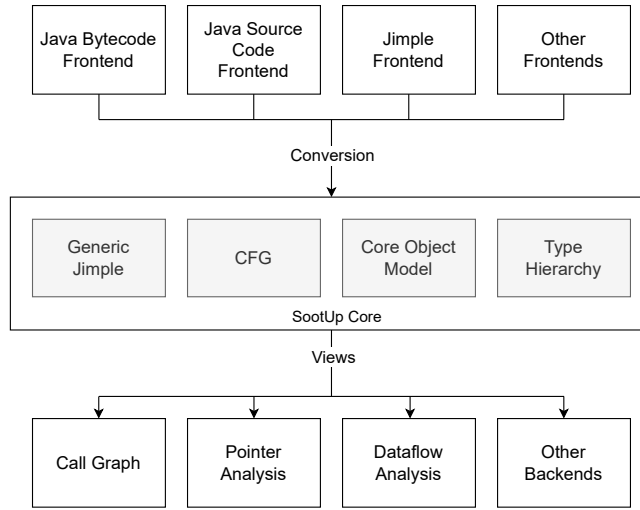 Java Bytecode
Frontend
Java Source
Code
Frontend
Jimple
Frontend
Other
Frontends
Conversion
Generic
Jimple
CFG
Core Object
Model
Type
Hierarchy
SootUp Core
Views
Call Graph
Pointer
Analysis
Dataflow
Analysis
Other
Backends